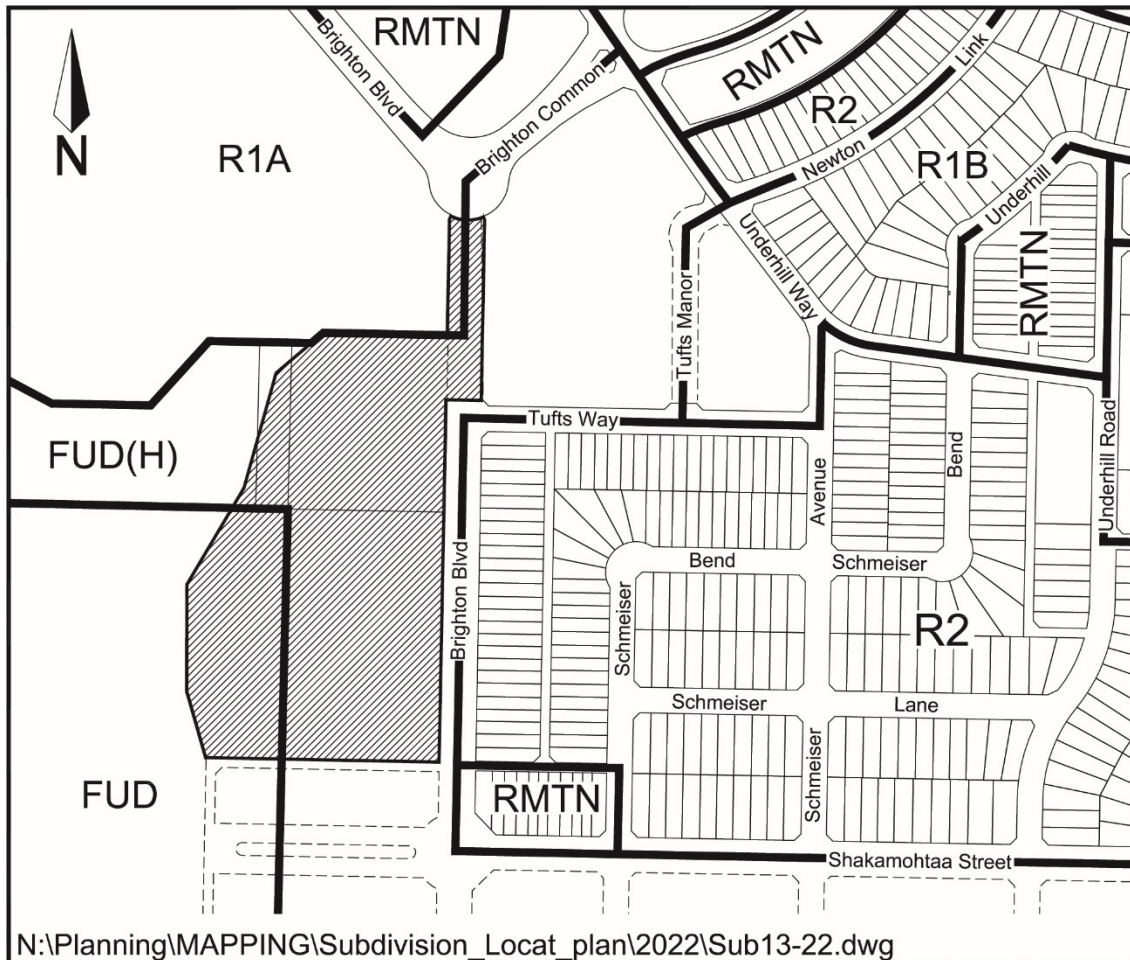 RMTN
Brighton Blvd
Brighton Common
N
R1A
RMTN
R2
Newton
Link
R1B
Underhill
RMTN
Underhill Way
Tufts Manor
FUD(H)
Tufts Way
Avenue
Bend
Underhill Road
Brighton Blvd
Bend
Schmeiser
Schmeiser
R2
Schmeiser
Lane
Schmeiser
FUD
RMTN
Shakamohtaa Street
N:\Planning\MAPPING\Subdivision_Locat_plan\2022\Sub13-22.dwg